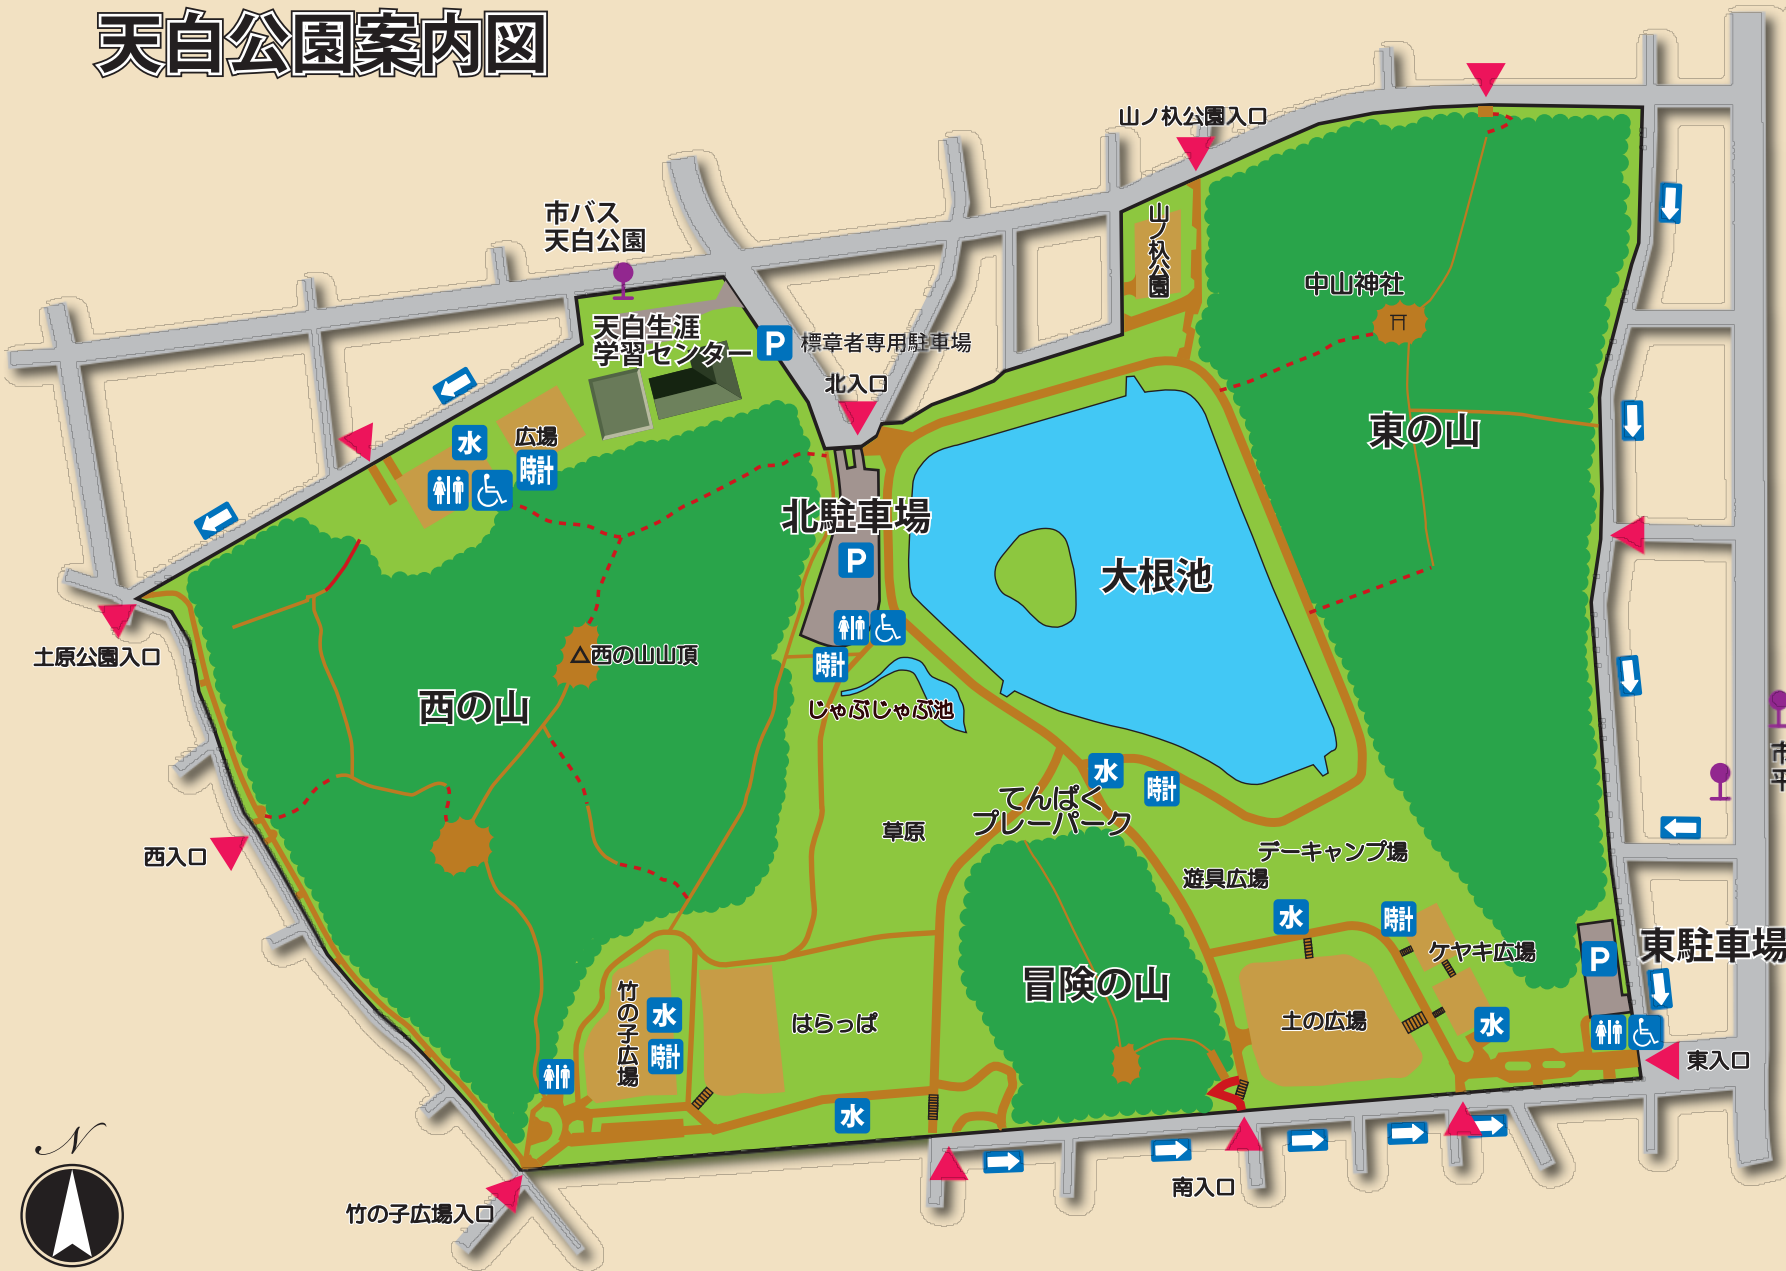 天白公園案内図
山ノ杁公園入口
市バス
天白公園
山ノ杁公園
中山神社
天白生涯
学習センター
P
標章者専用駐車場
北入口
東の山
水
広場
時計
北駐車場
P
大根池
土原公園入口
西の山山頂
時計
西の山
じゃぶじゃぶ池
水
時計
てんぱく
プレーパーク
草原
西入口
デーキャンプ場
遊具広場
水
時計
ケヤキ広場
東駐車場
P
冒険の山
竹の子広場
水
時計
はらっぱ
土の広場
水
東入口
水
南入口
竹の子広場入口
N